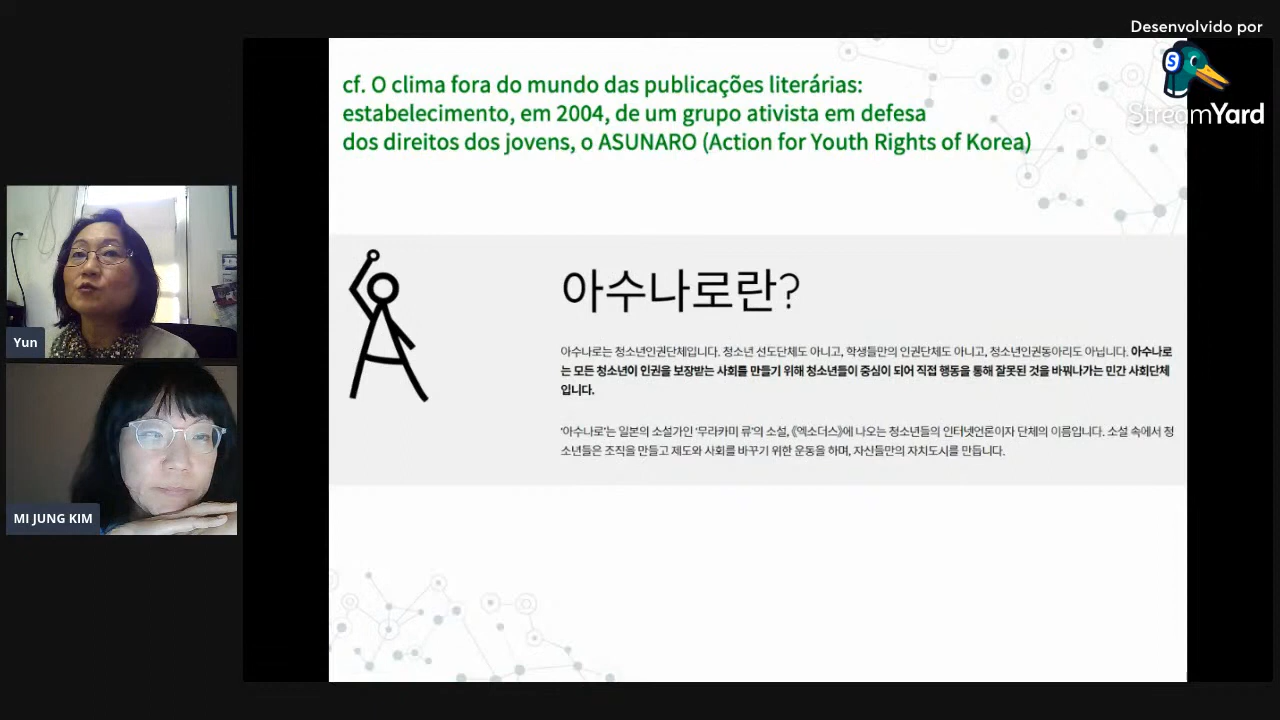 Desenvolvido por
StreamYard
cf. O clima fora do mundo das publicações literárias:
estabelecimento, em 2004, de um grupo ativista em defesa
dos direitos dos jovens, o ASUNARO (Action for Youth Rights of Korea)
아수나로란?
아수나로는 청소년인권단체입니다. 청소년 선도단체도 아니고, 학생들만의 인권단체도 아니고, 청소년인권동아리도 아닙니다. 아수나로
는 모든 청소년이 인권을 보장받는 사회를 만들기 위해 청소년들이 중심이 되어 직접 행동을 통해 잘못된 것을 바꿔나가는 민간 사회단체
입니다.
'아수나로'는 일본의 소설가인 '무라카미 류'의 소설, 《엑소더스》에 나오는 청소년들의 인터넷언론이자 단체의 이름입니다. 소설 속에서 청
소년들은 조직을 만들고 제도와 사회를 바꾸기 위한 운동을 하며, 자신들만의 자치도시를 만듭니다.
Yun
MI JUNG KIM